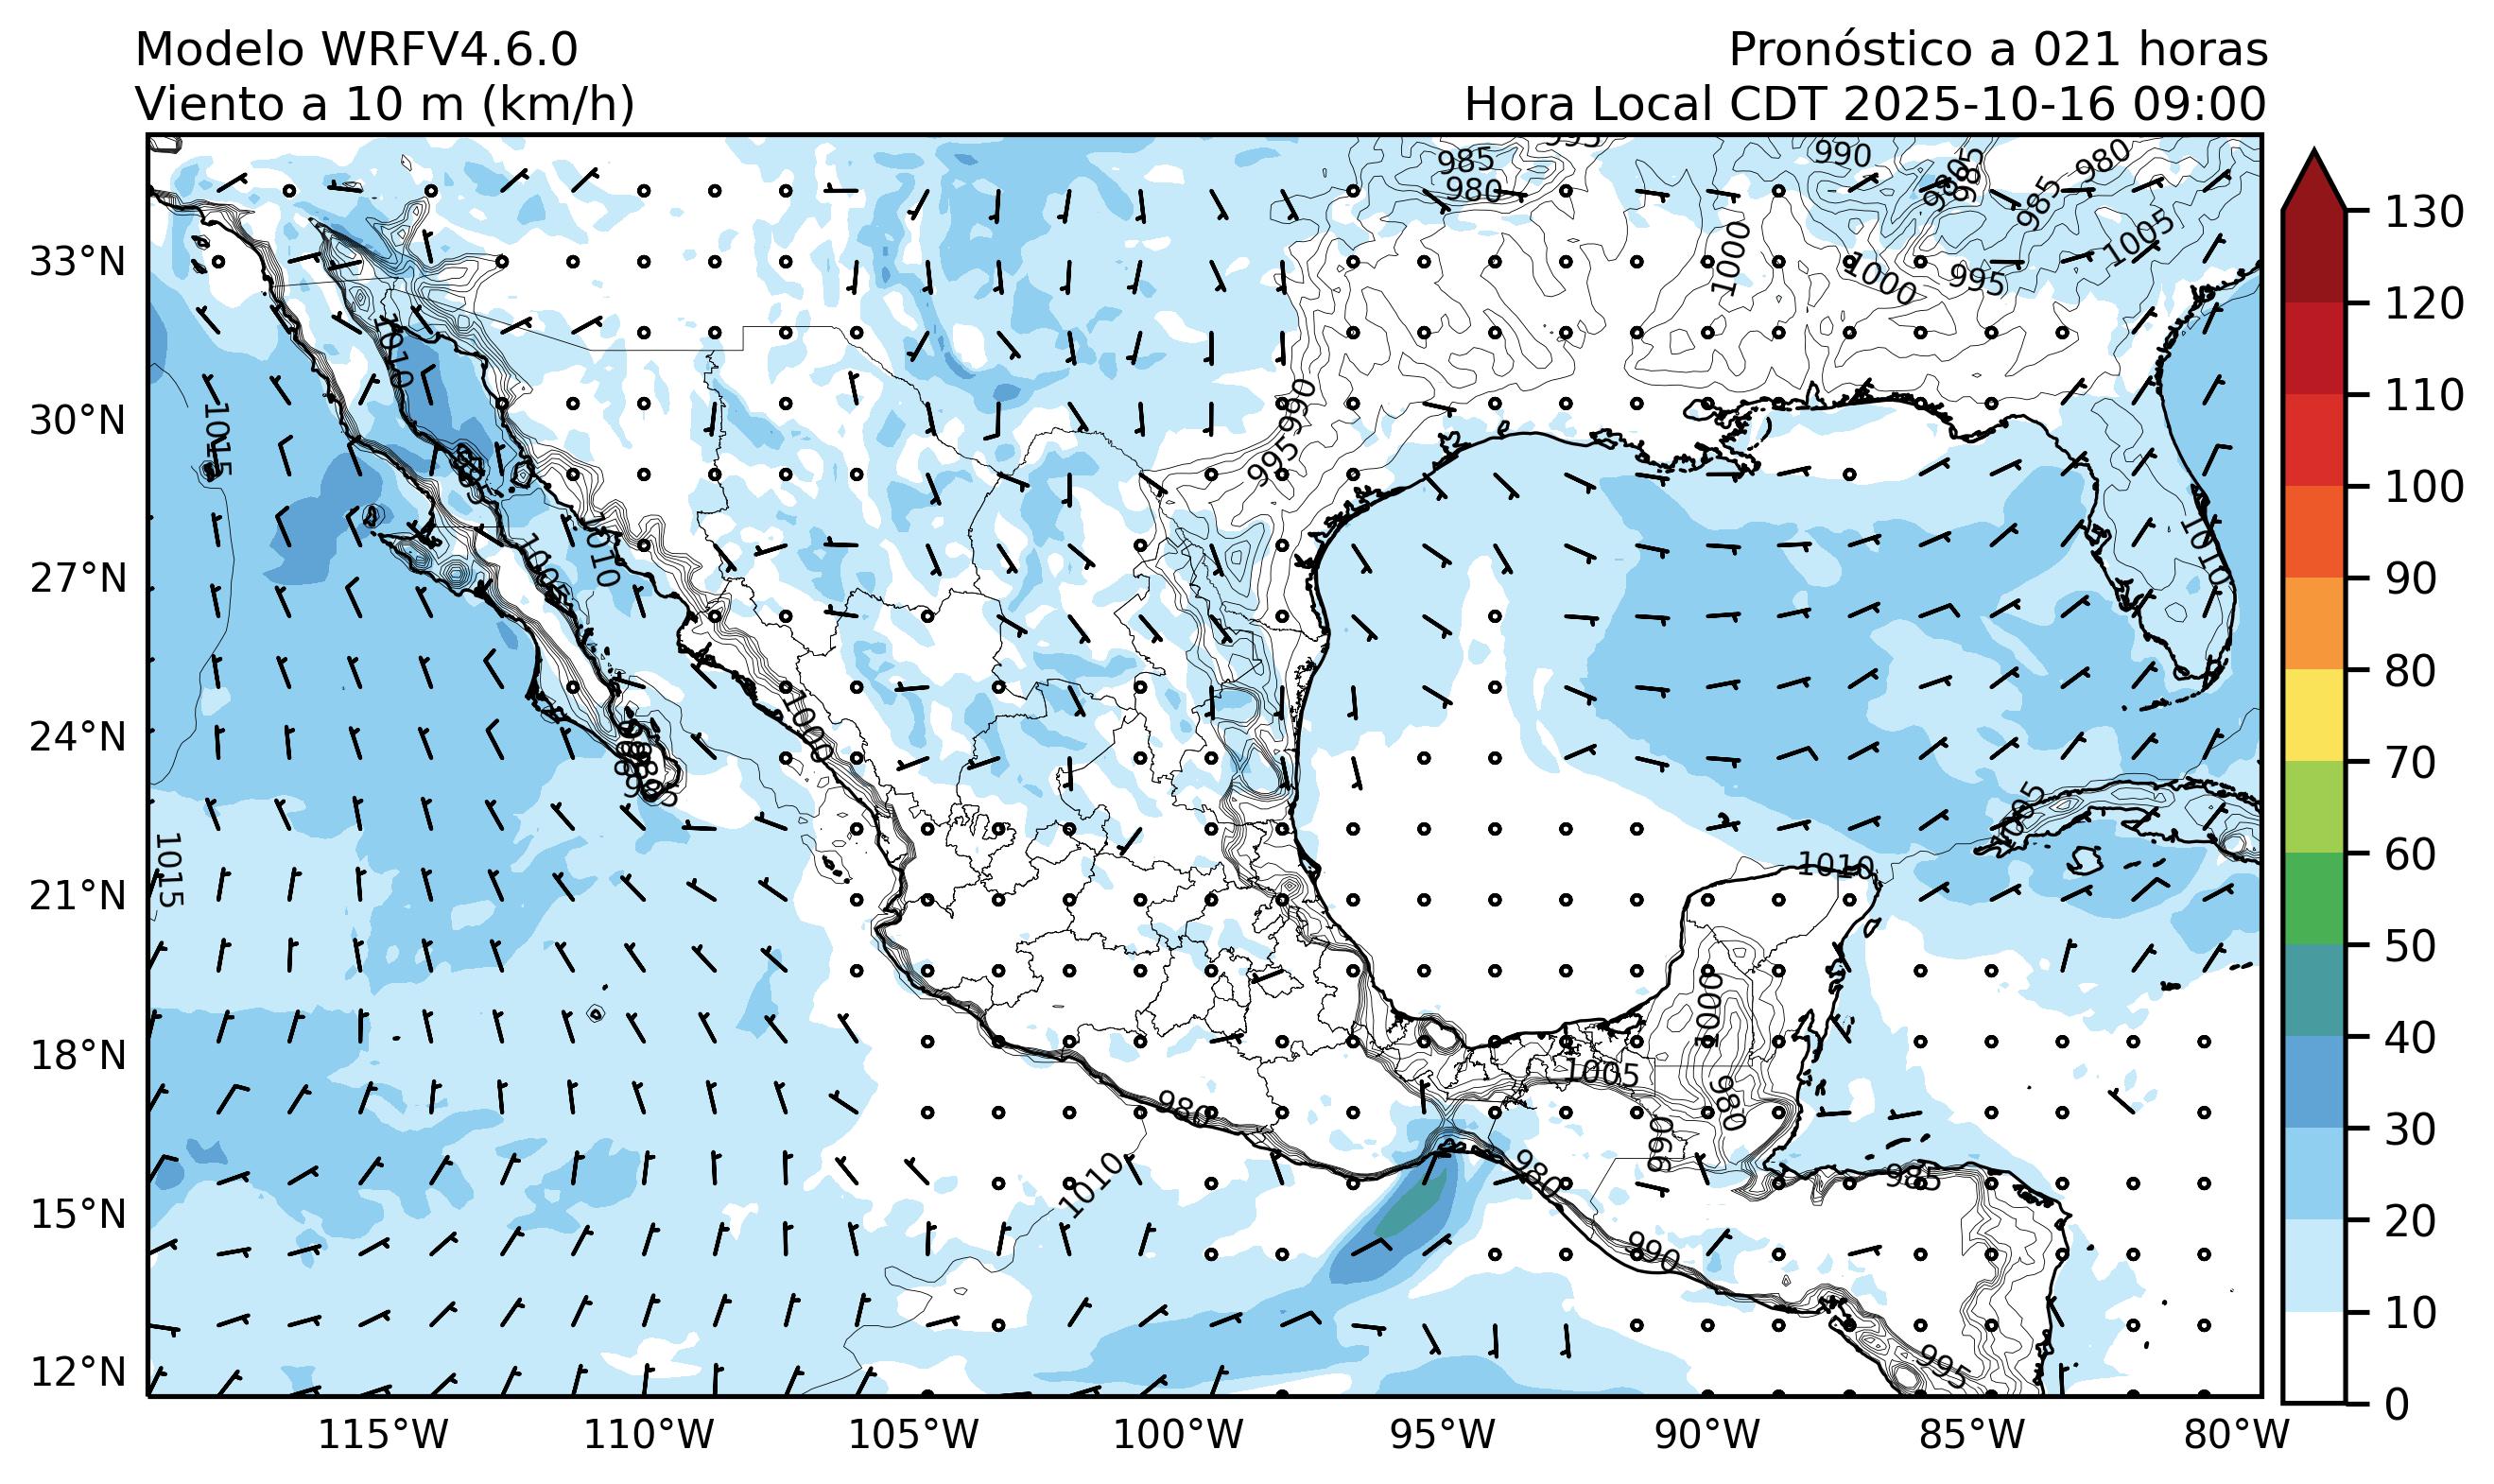 Modelo WRFV4.6.0
Viento a 10 m (km/h)
Pronóstico a 021 horas
Hora Local CDT 2025-10-16 09:00
985
980
990
985
985
980
985
1005
1000
1000
995
1010
990
995
1015
1010
1005
1010
1000
1015
1005
1010
1000
1005
980
980
990
980
985
1010
990
995
33°N
30°N
27°N
24°N
21°N
18°N
15°N
12°N
115°W
110°W
105°W
100°W
95°W
90°W
85°W
80°W
130
120
110
100
90
80
70
60
50
40
30
20
10
0